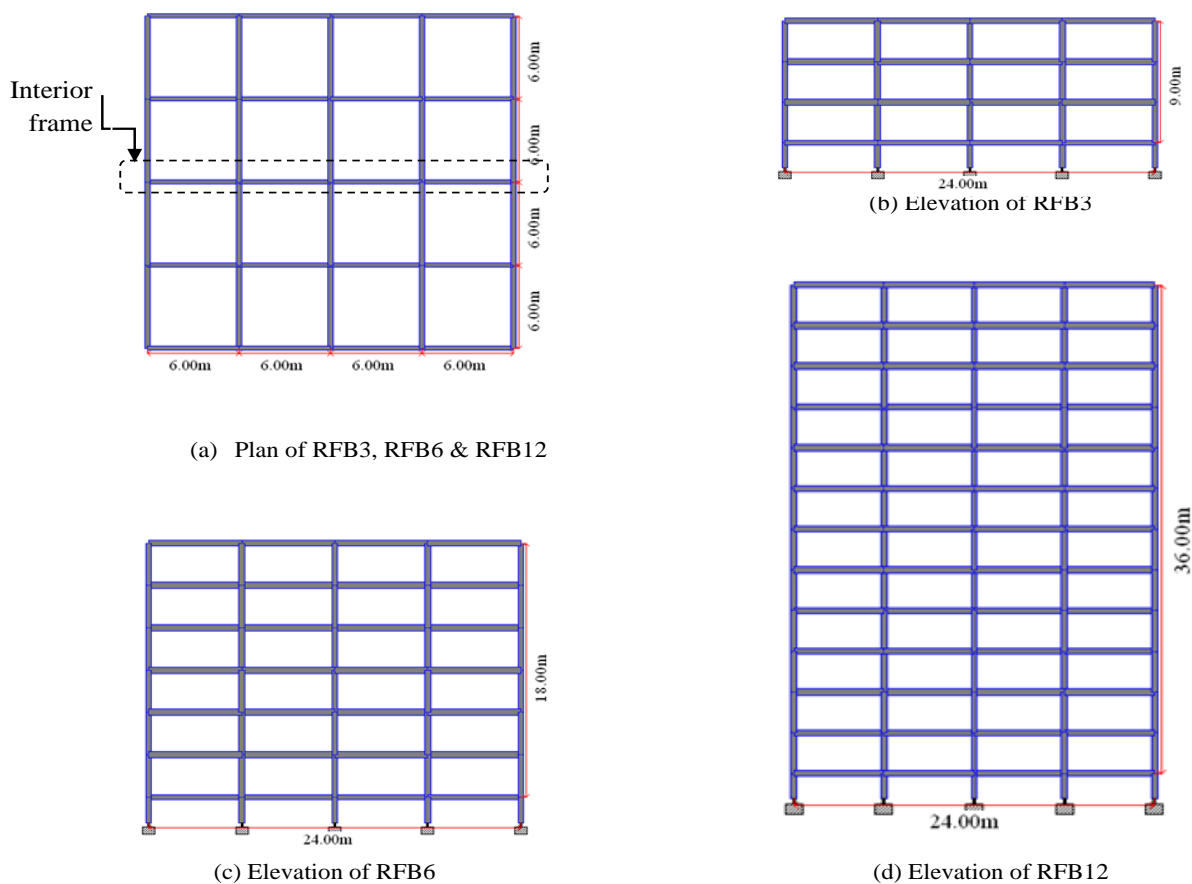 Interior
frame
6.00m
6.00m
6.00m
6.00m
6.00m 6.00m 6.00m 6.00m
(a) Plan of RFB3, RFB6 & RFB12
9.00m
24.00m
(b) Elevation of RFB3
18.00m
24.00m
(c) Elevation of RFB6
36.00m
24.00m
(d) Elevation of RFB12